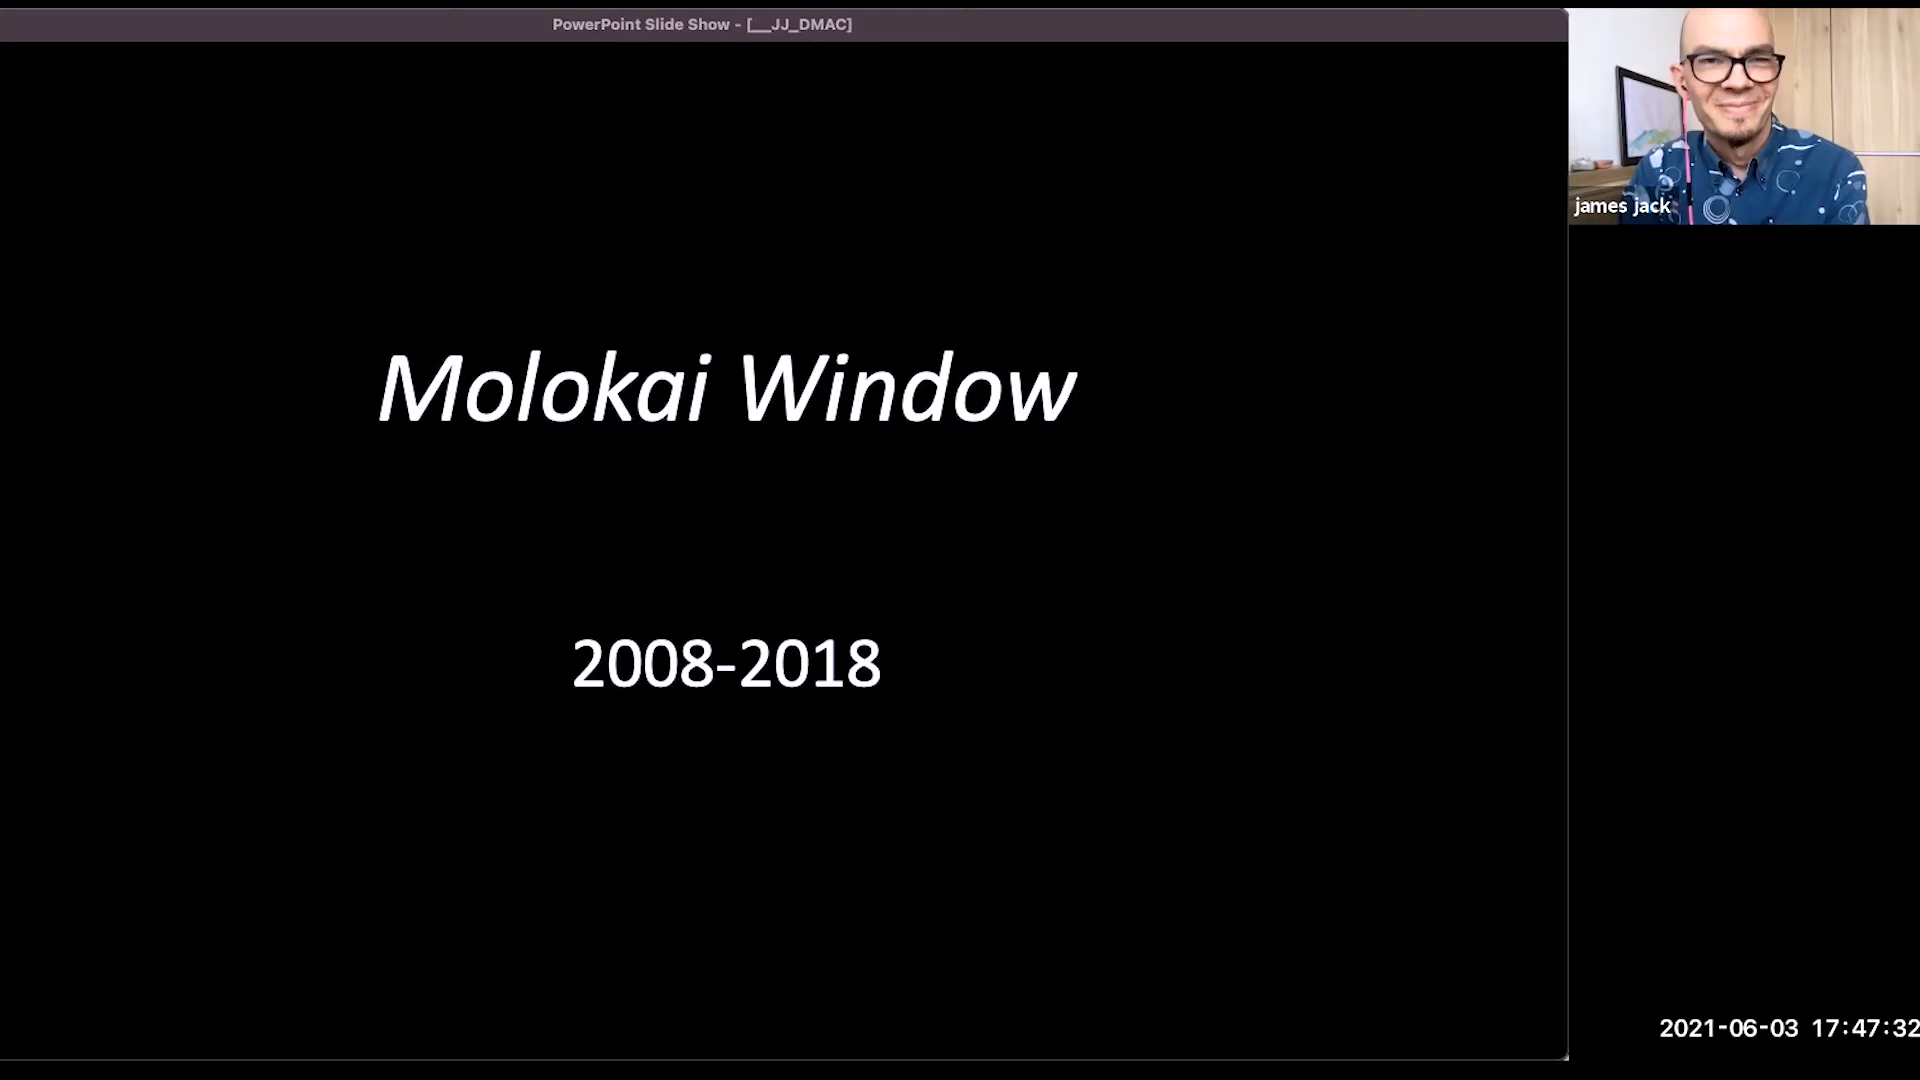 PowerPoint Slide Show - [__JJ_DMAC]
james jack
Molokai Window
2008-2018
2021-06-03 17:47:32